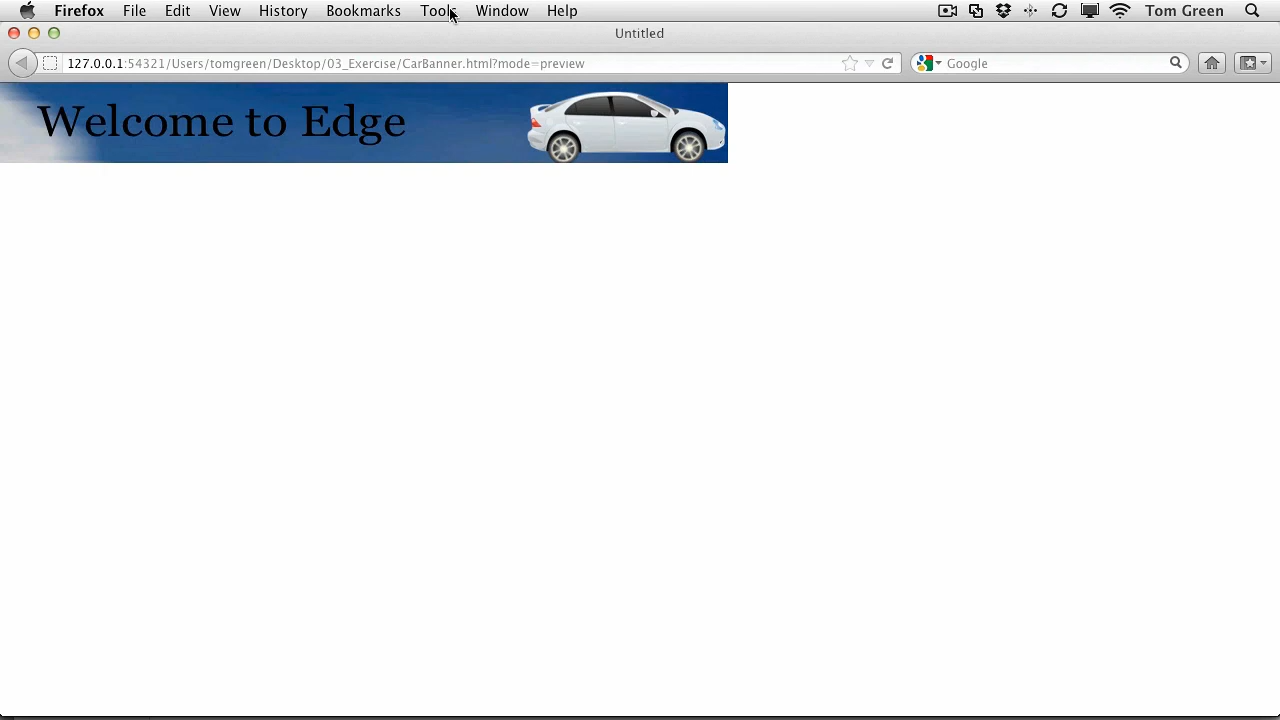 Firefox File Edit View History Bookmarks Tools Window Help Tom Green
Untitled
127.0.0.1:54321/Users/tomgreen/Desktop/03_Exercise/CarBanner.html?mode=preview Google
Welcome to Edge